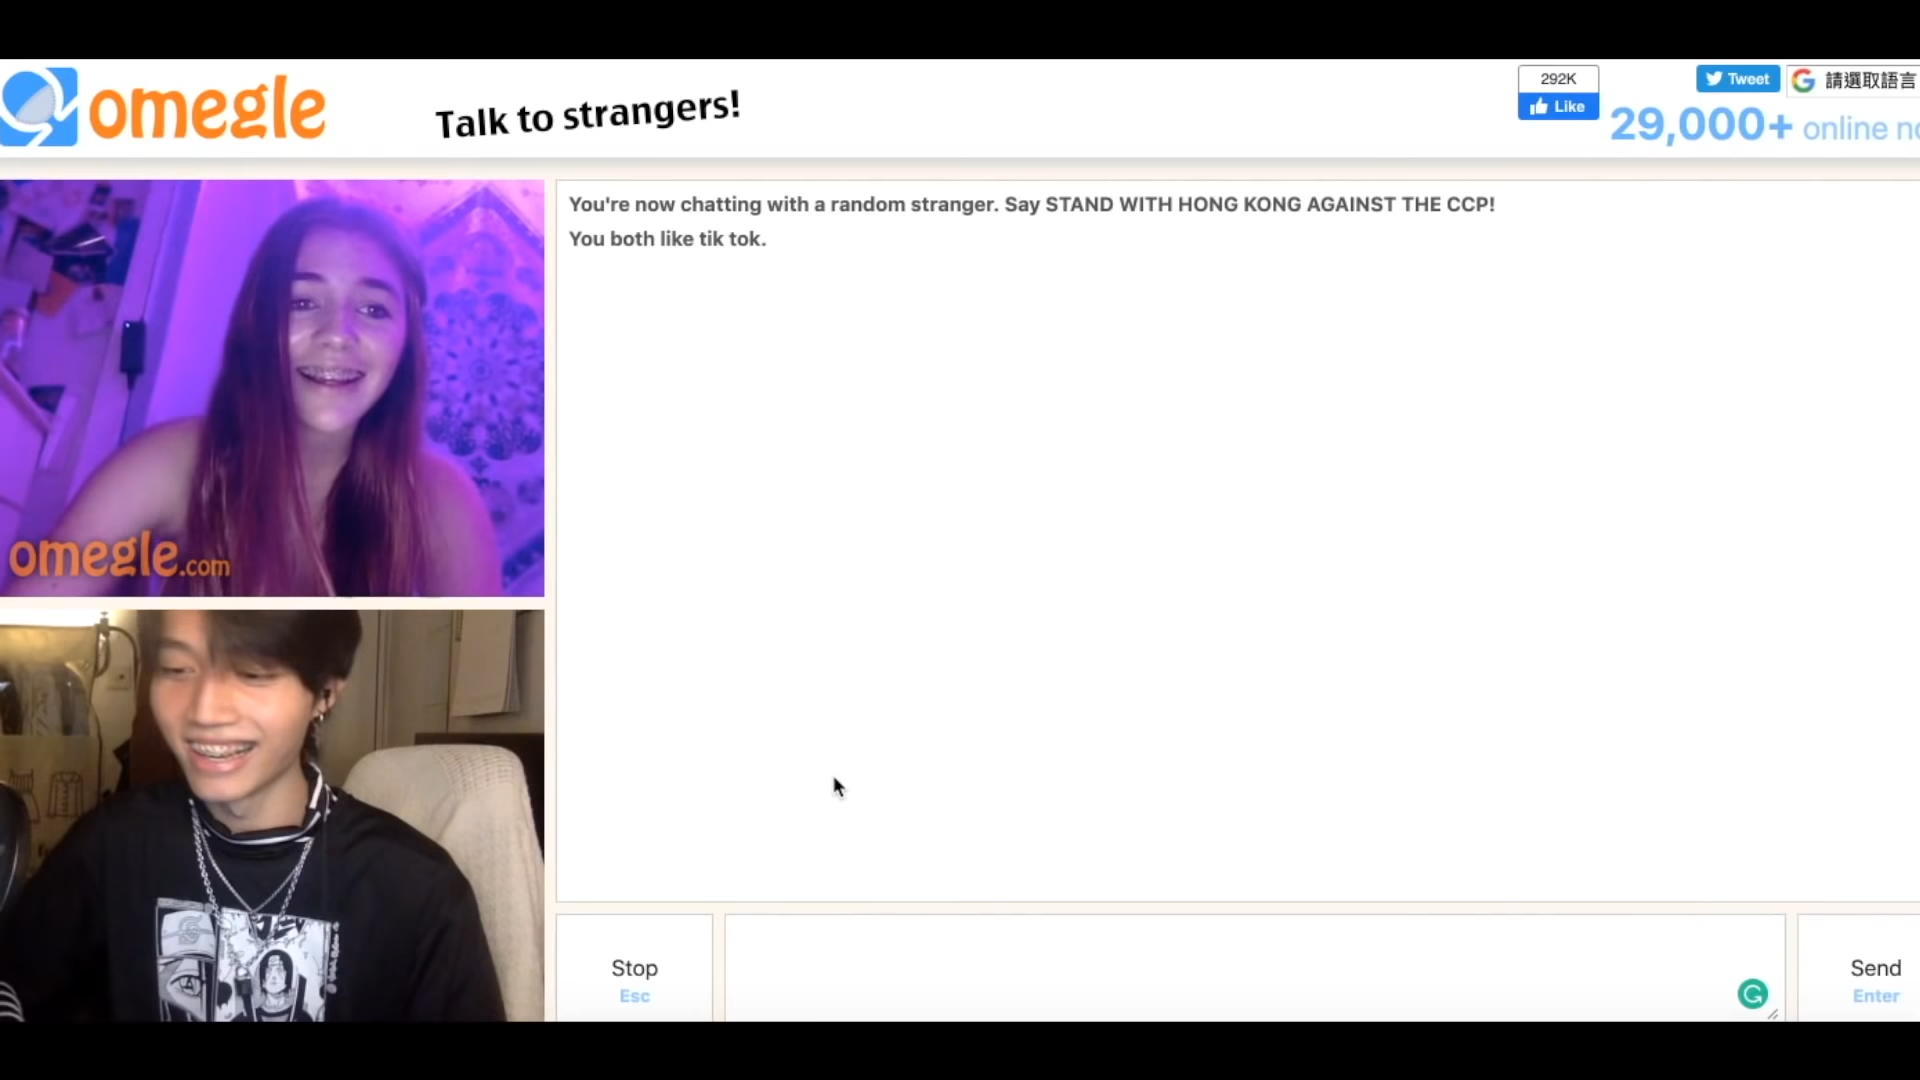 omegle
Talk to strangers!
292K
Like
Tweet
請選取語言
29,000+ online
You're now chatting with a random stranger. Say STAND WITH HONG KONG AGAINST THE CCP!
You both like tik tok.
omegle.com
Stop
Esc
Send
Enter